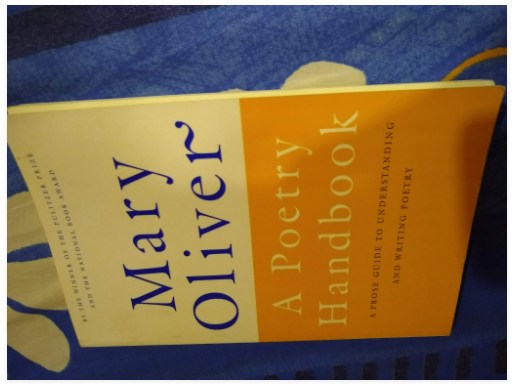 BY THE WINNER OF THE PULITZER PRIZE
AND THE NATIONAL BOOK AWARD
Mary
Oliver
A Poetry
Handbook
A PROSE GUIDE TO UNDERSTANDING
AND WRITING POETRY